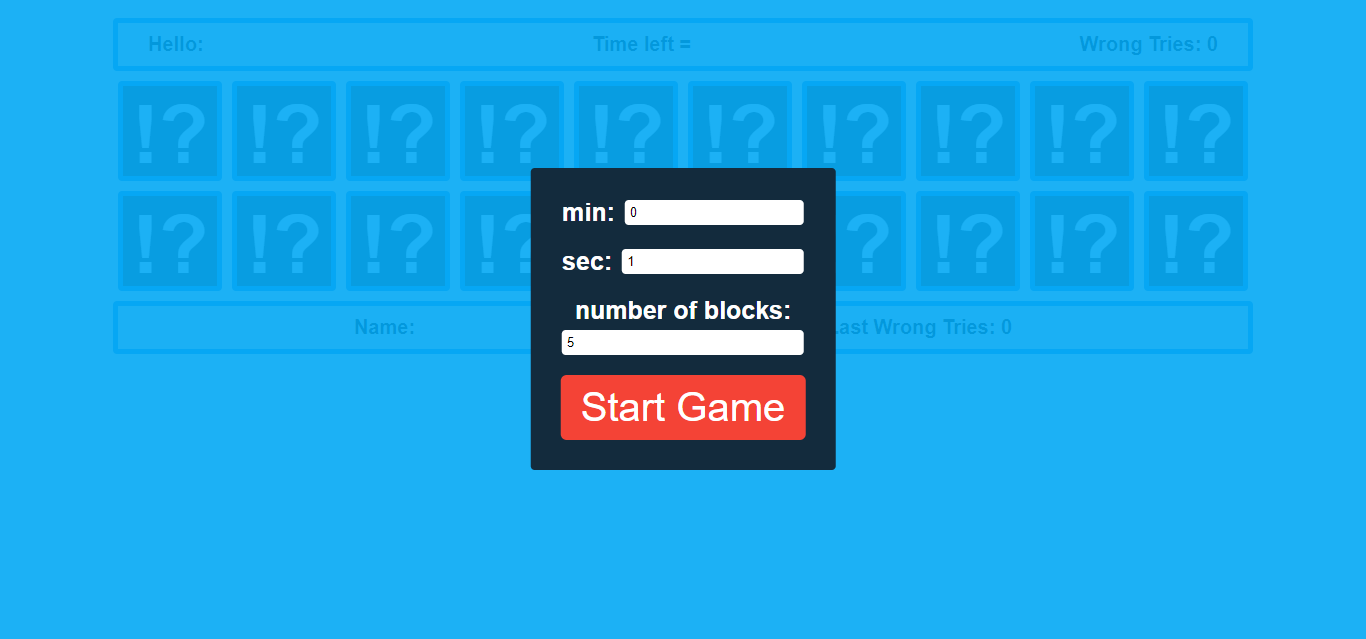 Hello: Time left = Wrong Tries: 0
!? !? !? !? !? !? !? !? !? !?
min: 0
!? !? !? !? ? !? !? !?
sec: 1
number of blocks:
Name: Last Wrong Tries: 0
5
Start Game